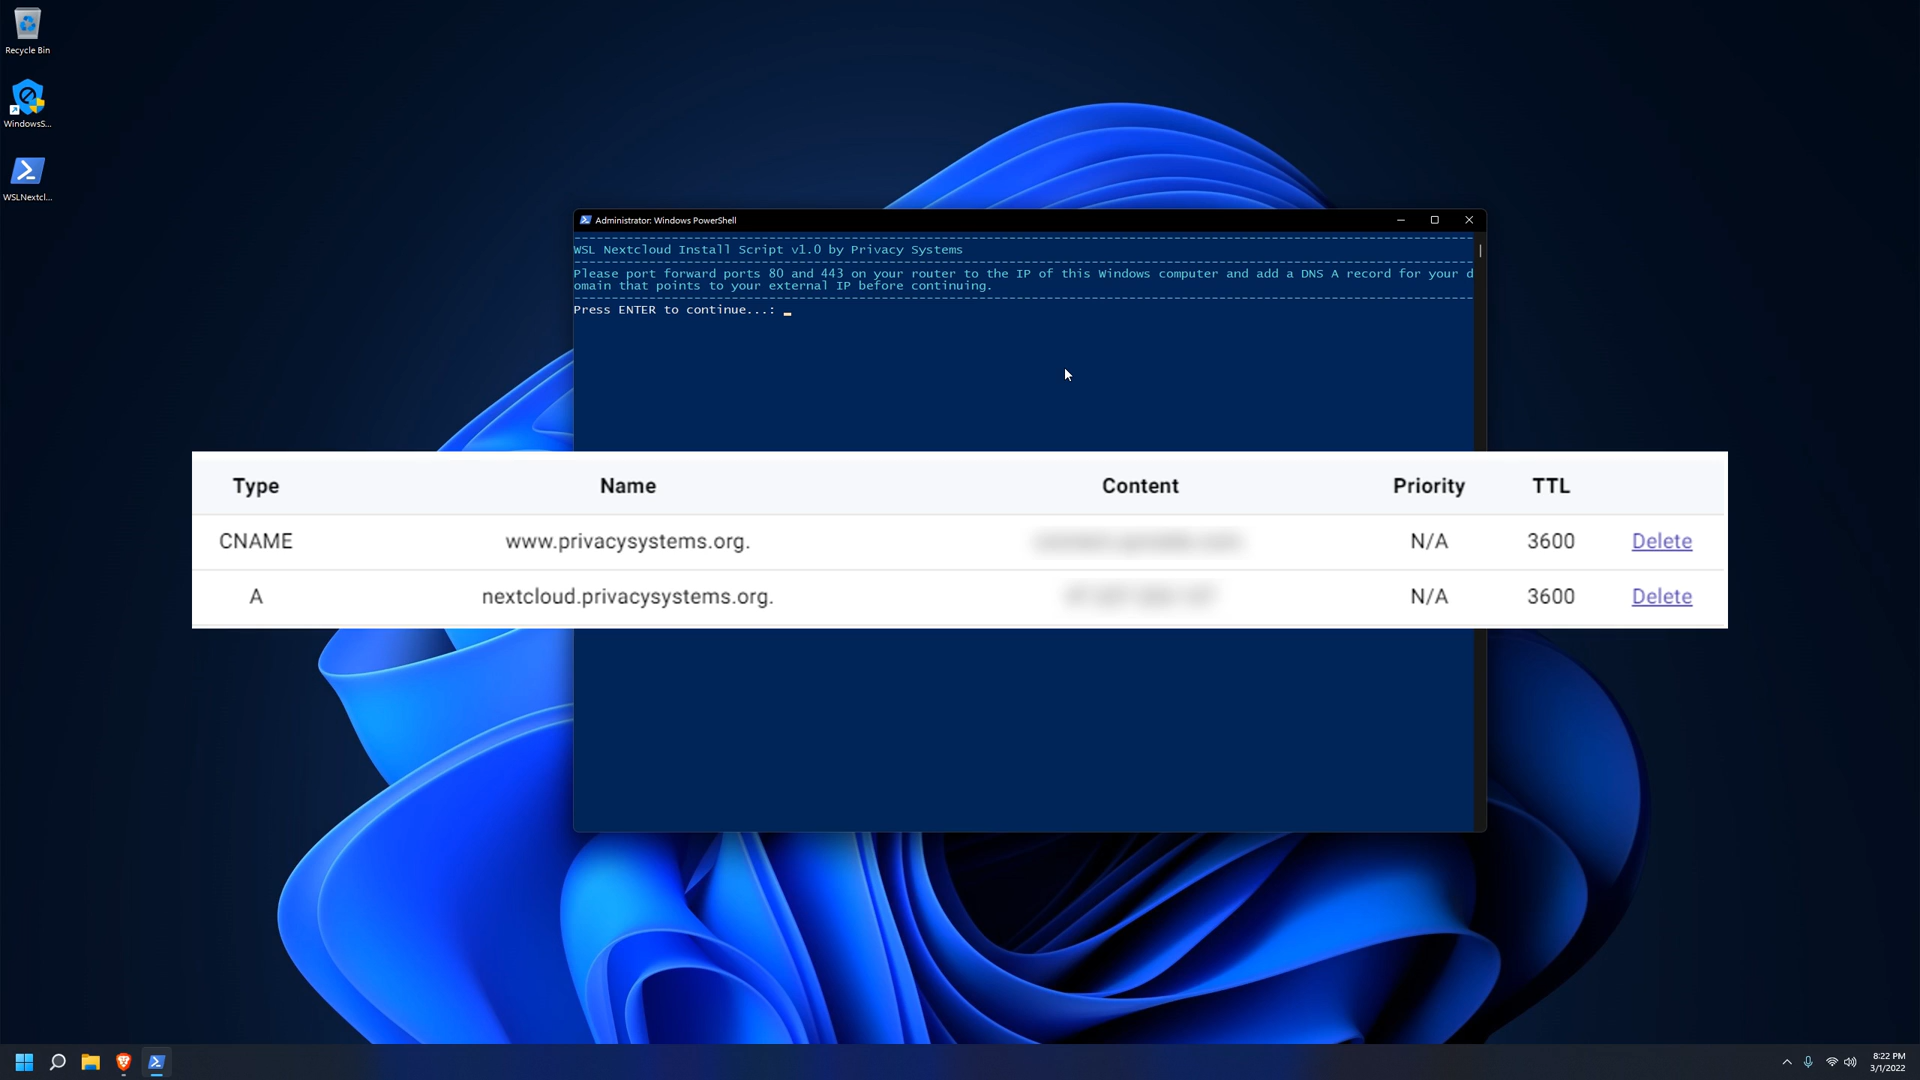 Recycle Bin
WindowsS...
WSLNextcl...
Administrator: Windows PowerShell
WSL Nextcloud Install Script v1.0 by Privacy Systems
Please port forward ports 80 and 443 on your router to the IP of this Windows computer and add a DNS A record for your d
omain that points to your external IP before continuing.
Press ENTER to continue...: _
Type Name Content Priority TTL
CNAME www.privacysystems.org. N/A 3600 Delete
A nextcloud.privacysystems.org. N/A 3600 Delete
8:22 PM
3/1/2022